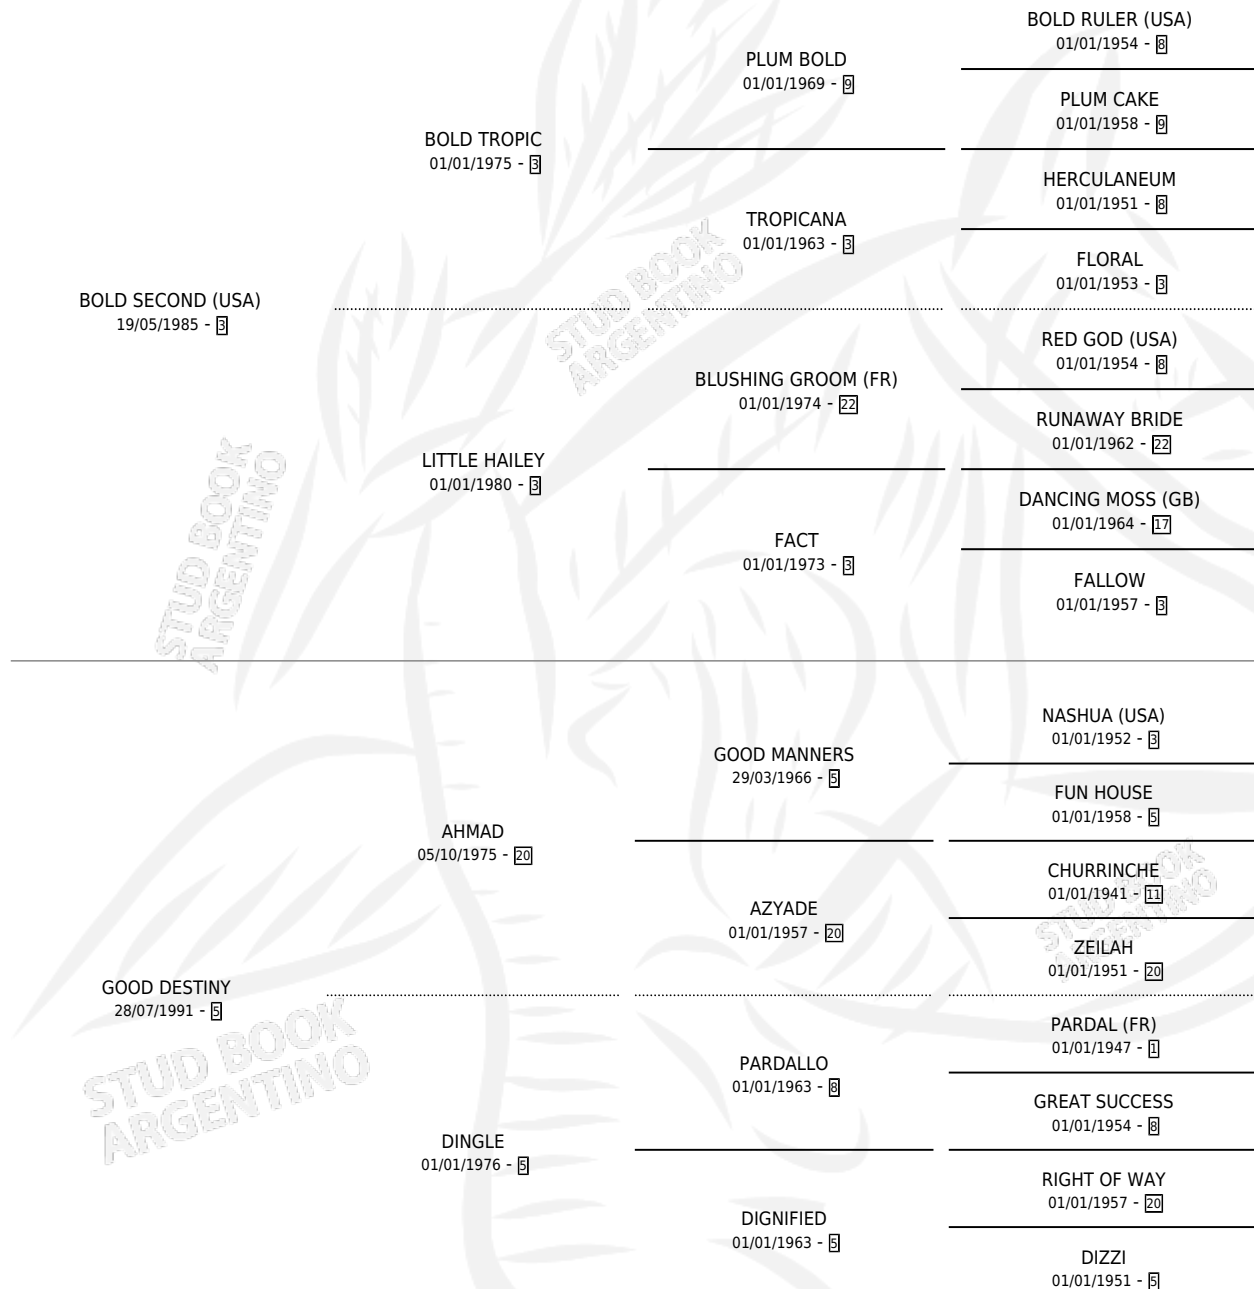 BOLD RULER (USA)
01/01/1954 - 8
PLUM BOLD
01/01/1969 - 9
PLUM CAKE
01/01/1958 - 9
BOLD TROPIC
01/01/1975 - 3
HERCULANEUM
01/01/1951 - 8
TROPICANA
01/01/1963 - 3
FLORAL
01/01/1953 - 3
BOLD SECOND (USA)
19/05/1985 - 3
RED GOD (USA)
01/01/1954 - 8
BLUSHING GROOM (FR)
01/01/1974 - 22
RUNAWAY BRIDE
01/01/1962 - 22
LITTLE HAILEY
01/01/1980 - 3
DANCING MOSS (GB)
01/01/1964 - 17
FACT
01/01/1973 - 3
FALLOW
01/01/1957 - 3
NASHUA (USA)
01/01/1952 - 3
GOOD MANNERS
29/03/1966 - 5
FUN HOUSE
01/01/1958 - 5
AHMAD
05/10/1975 - 20
CHURRINCHE
01/01/1941 - 11
AZYADE
01/01/1957 - 20
ZEILAH
01/01/1951 - 20
GOOD DESTINY
28/07/1991 - 5
PARDAL (FR)
01/01/1947 - 1
PARDALLO
01/01/1963 - 8
GREAT SUCCESS
01/01/1954 - 8
DINGLE
01/01/1976 - 5
RIGHT OF WAY
01/01/1957 - 20
DIGNIFIED
01/01/1963 - 5
DIZZI
01/01/1951 - 5
STUD BOOK
ARGENTINO
STUD BOOK
ARGENTINO
STUD BOOK
ARGENTINO
STUD BOOK
ARGENTINO